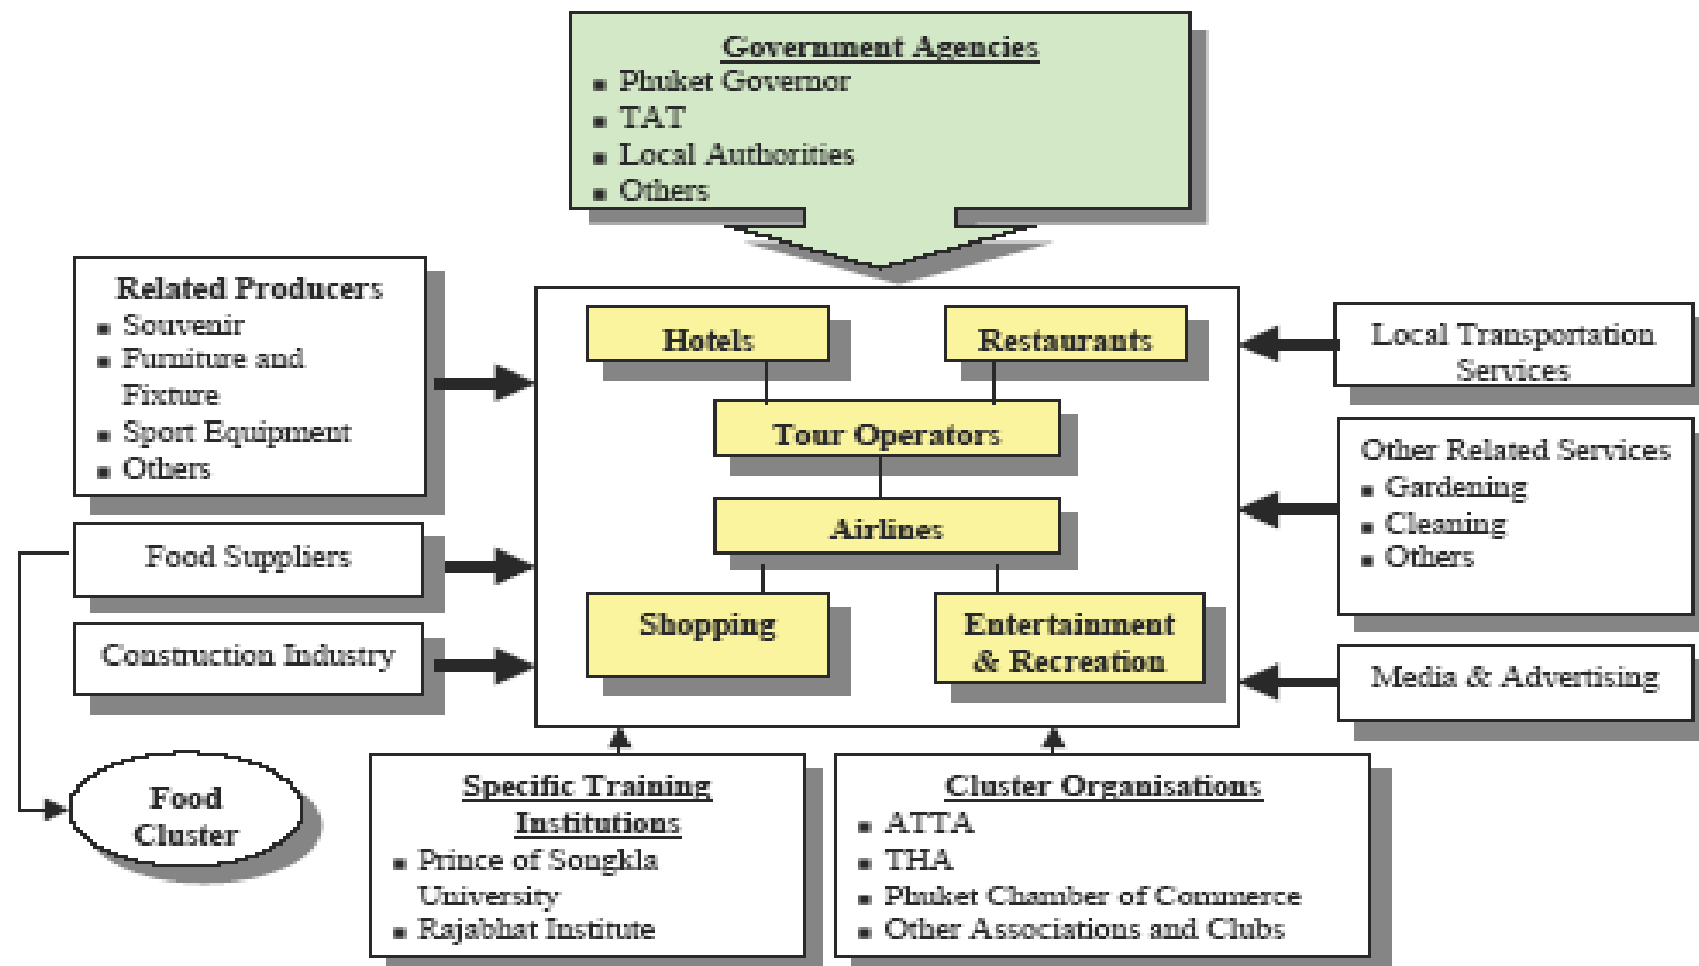 Government Agencies
▪ Phuket Governor
▪ TAT
▪ Local Authorities
▪ Others
Related Producers
▪ Souvenir
▪ Furniture and
Fixture
▪ Sport Equipment
▪ Others
Food Suppliers
Construction Industry
Food
Cluster
Hotels
Restaurants
Tour Operators
Airlines
Shopping
Entertainment
& Recreation
Local Transportation
Services
Other Related Services
▪ Gardening
▪ Cleaning
▪ Others
Media & Advertising
Specific Training
Institutions
▪ Prince of Songkla
University
▪ Rajabhat Institute
Cluster Organisations
▪ ATTA
▪ THA
▪ Phuket Chamber of Commerce
▪ Other Associations and Clubs